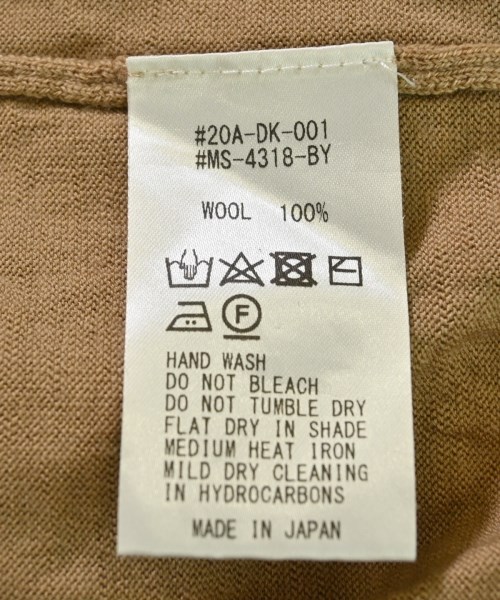 #20A-DK-001
#MS-4318-BY
WOOL 100%
F
HAND WASH
DO NOT BLEACH
DO NOT TUMBLE DRY
FLAT DRY IN SHADE
MEDIUM HEAT IRON
MILD DRY CLEANING
IN HYDROCARBONS
MADE IN JAPAN